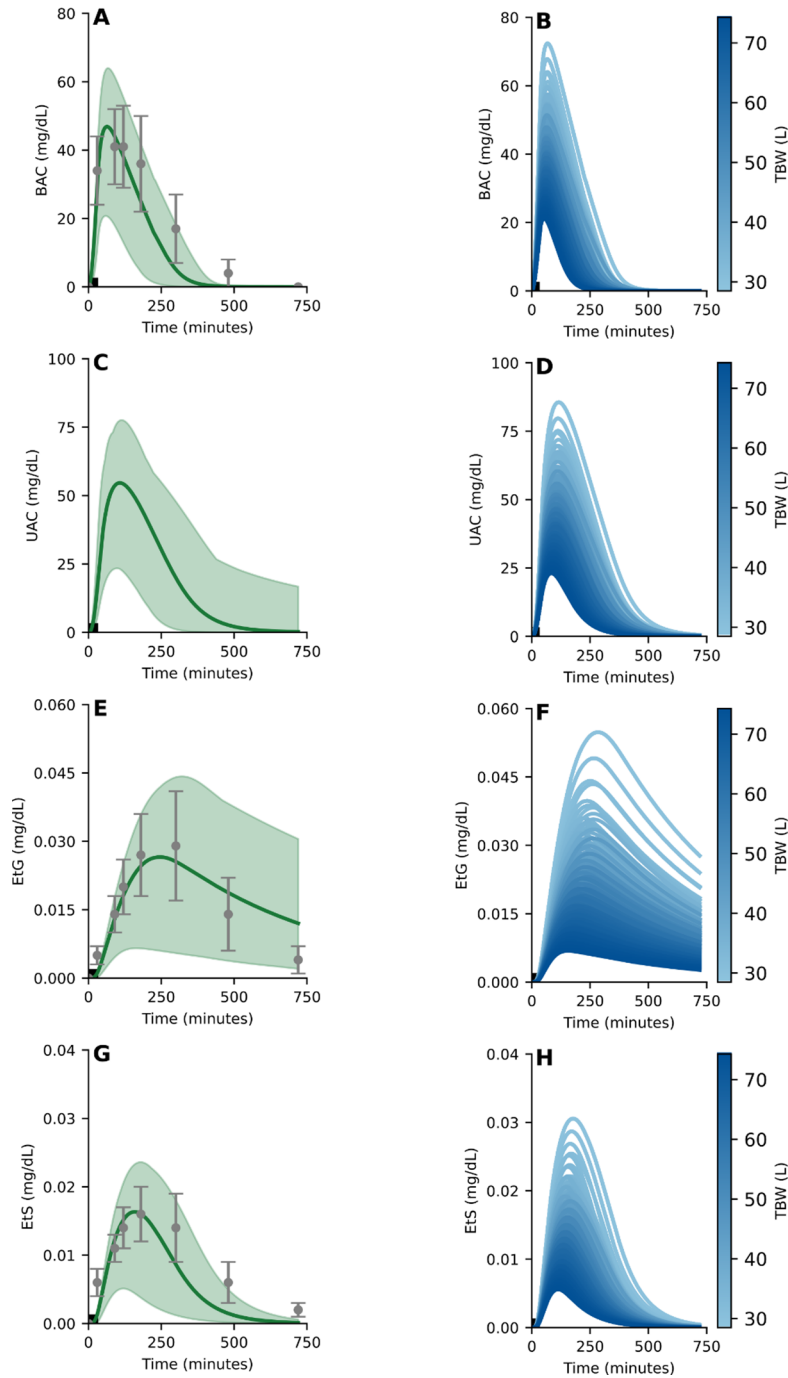 A
80
60
40
20
0
BAC (mg/dL)
0 250 500 750
Time (minutes)
B
80
60
40
20
0
BAC (mg/dL)
0 250 500 750
Time (minutes)
70
60
50
40
30
TBW (L)
C
100
75
50
25
0
UAC (mg/dL)
0 250 500 750
Time (minutes)
D
100
75
50
25
0
UAC (mg/dL)
0 250 500 750
Time (minutes)
70
60
50
40
30
TBW (L)
E
0.060
0.045
0.030
0.015
0.000
EtG (mg/dL)
0 250 500 750
Time (minutes)
F
0.060
0.045
0.030
0.015
0.000
EtG (mg/dL)
0 250 500 750
Time (minutes)
70
60
50
40
30
TBW (L)
G
0.04
0.03
0.02
0.01
0.00
EtS (mg/dL)
0 250 500 750
Time (minutes)
H
0.04
0.03
0.02
0.01
0.00
EtS (mg/dL)
0 250 500 750
Time (minutes)
70
60
50
40
30
TBW (L)